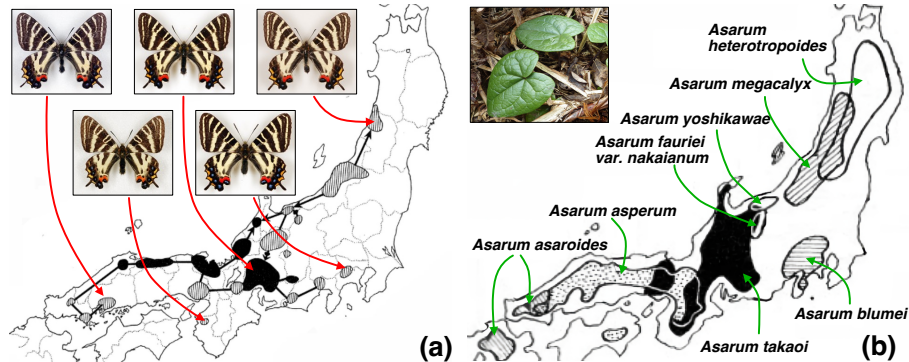 (a)
Asarum
heterotropoides
Asarum megacalyx
Asarum yoshikawae
Asarum fauriei
var. nakaianum
Asarum asperum
Asarum asaroides
Asarum blumei
Asarum
takaoi
(b)